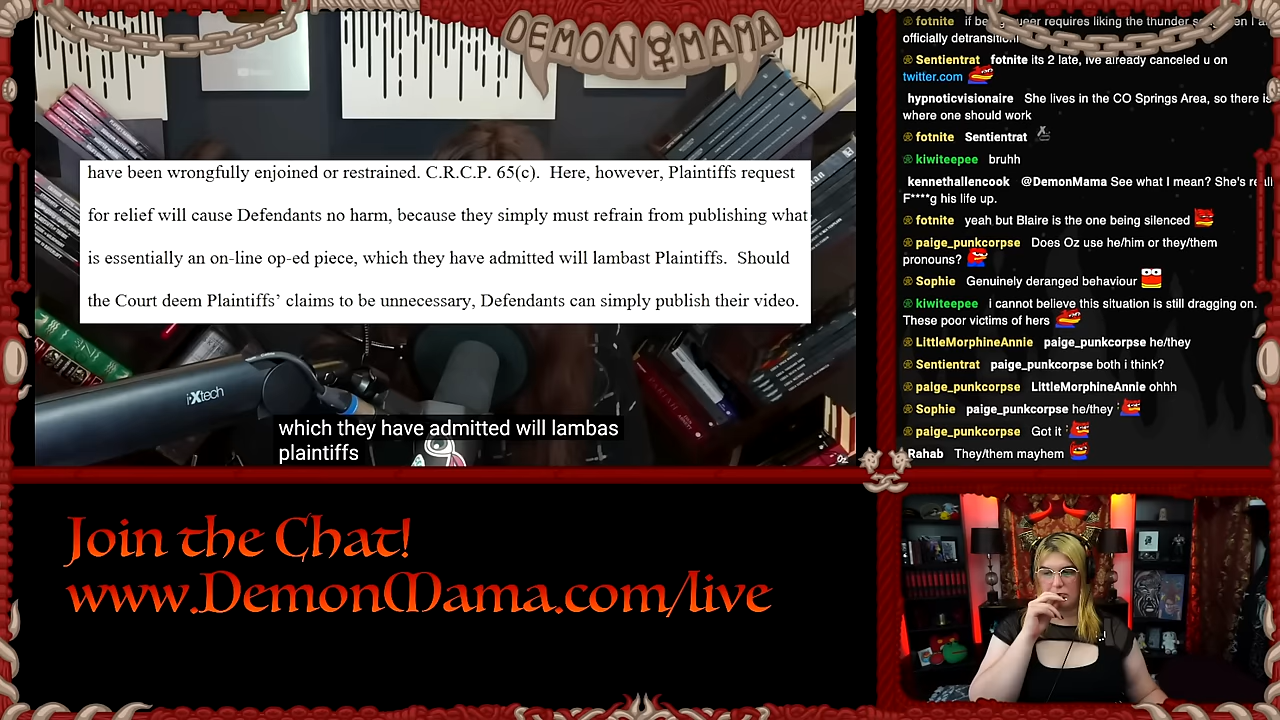 DEMON MAMA
have been wrongfully enjoined or restrained. C.R.C.P. 65(c). Here, however, Plaintiffs request
for relief will cause Defendants no harm, because they simply must refrain from publishing what
is essentially an on-line op-ed piece, which they have admitted will lambast Plaintiffs. Should
the Court deem Plaintiffs' claims to be unnecessary, Defendants can simply publish their video.
iXtech
which they have admitted will lambas
plaintiffs
Oz
fotnite if be
requires liking the thunder
officially
Sentientrat fotnite its 2 late, ive already canceled u on
twitter.com
hypnoticvisionaire She lives in the CO Springs Area, so there is
where one should work
fotnite Sentientrat
kiwiteepee bruhh
kennethallencook @DemonMama See what I mean? She's
F****g his life up.
fotnite yeah but Blaire is the one being silenced
paige_punkcorpse Does Oz use he/him or they/them
pronouns?
Sophie Genuinely deranged behaviour
kiwiteepee i cannot believe this situation is still dragging on.
These poor victims of hers
LittleMorphineAnnie paige_punkcorpse he/they
Sentientrat paige_punkcorpse both i think?
paige_punkcorpse LittleMorphineAnnie ohhh
Sophie paige_punkcorpse he/they
paige_punkcorpse Got it
Rahab They/them mayhem
Join the Chat!
www.DemonMama.com/live